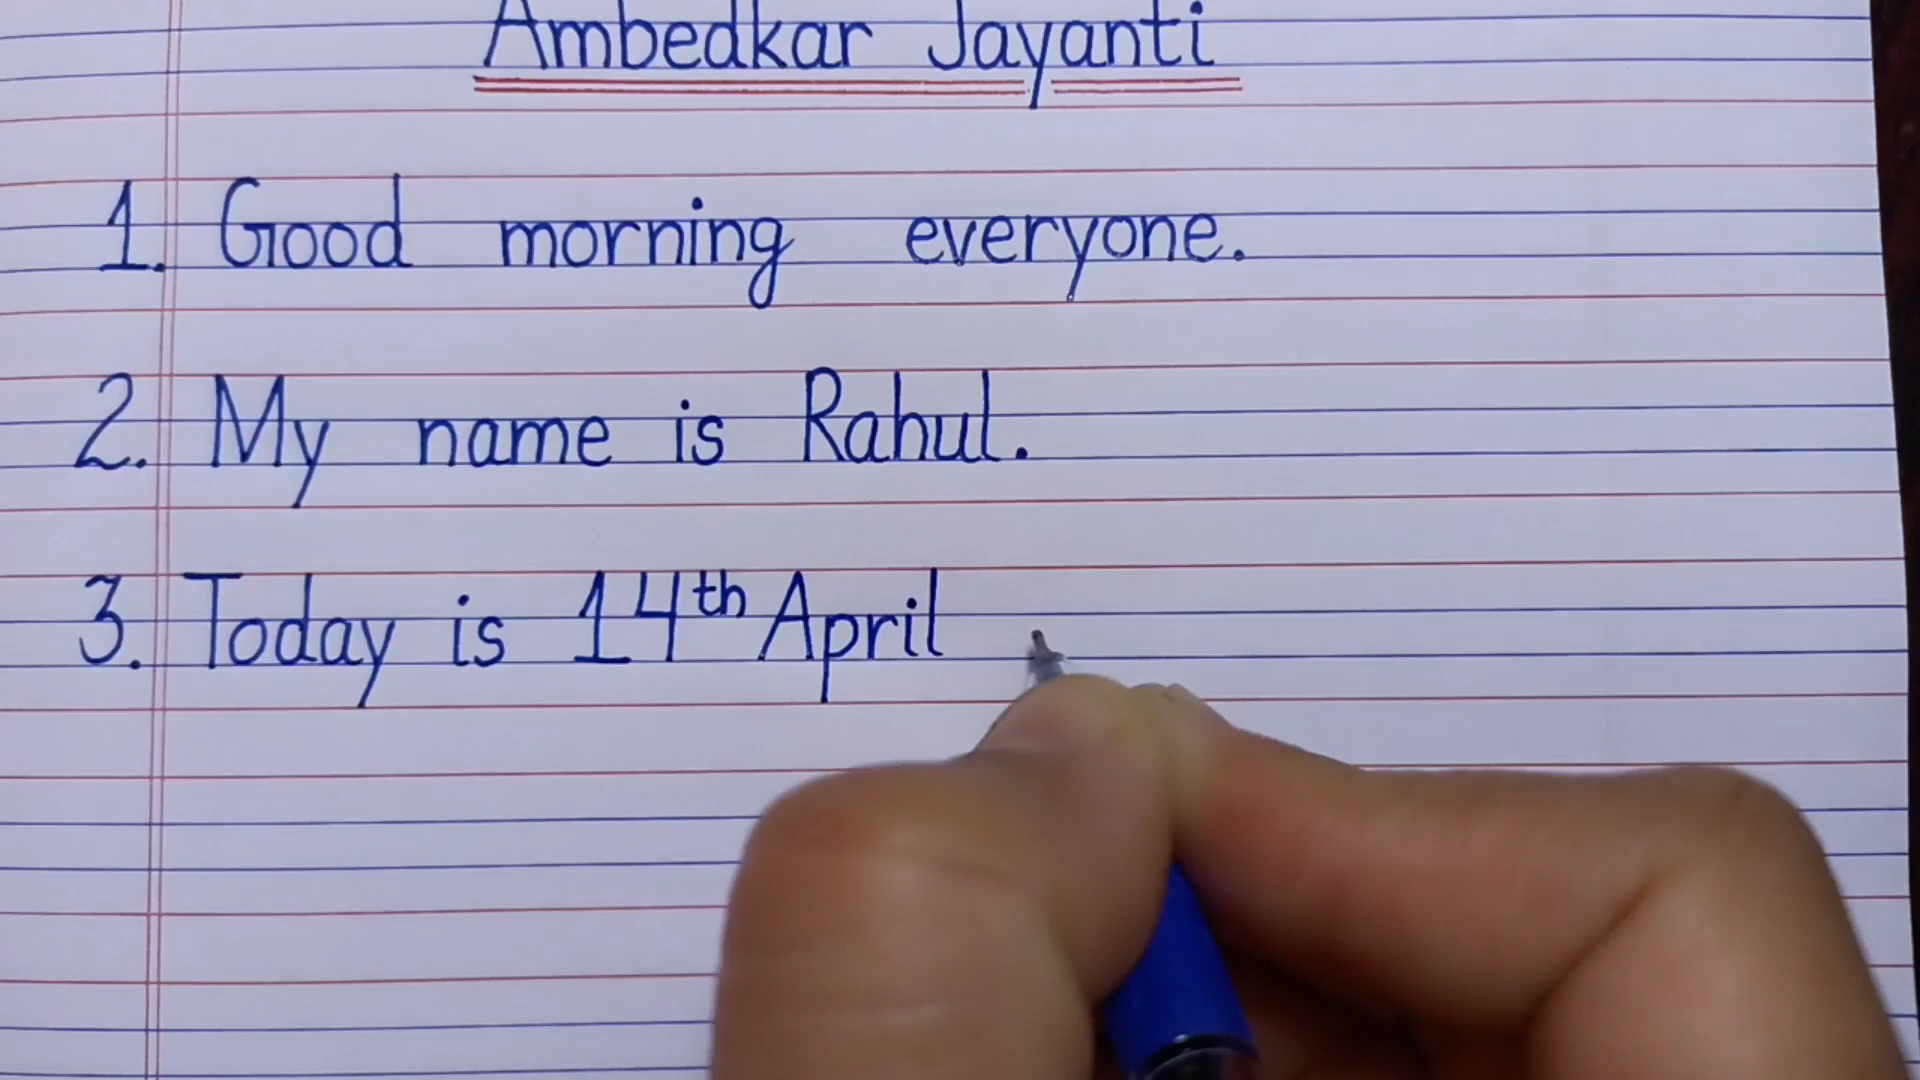 Ambedkar Jayanti
1. Good morning everyone.
2. My name is Rahul.
3. Today is 14th April